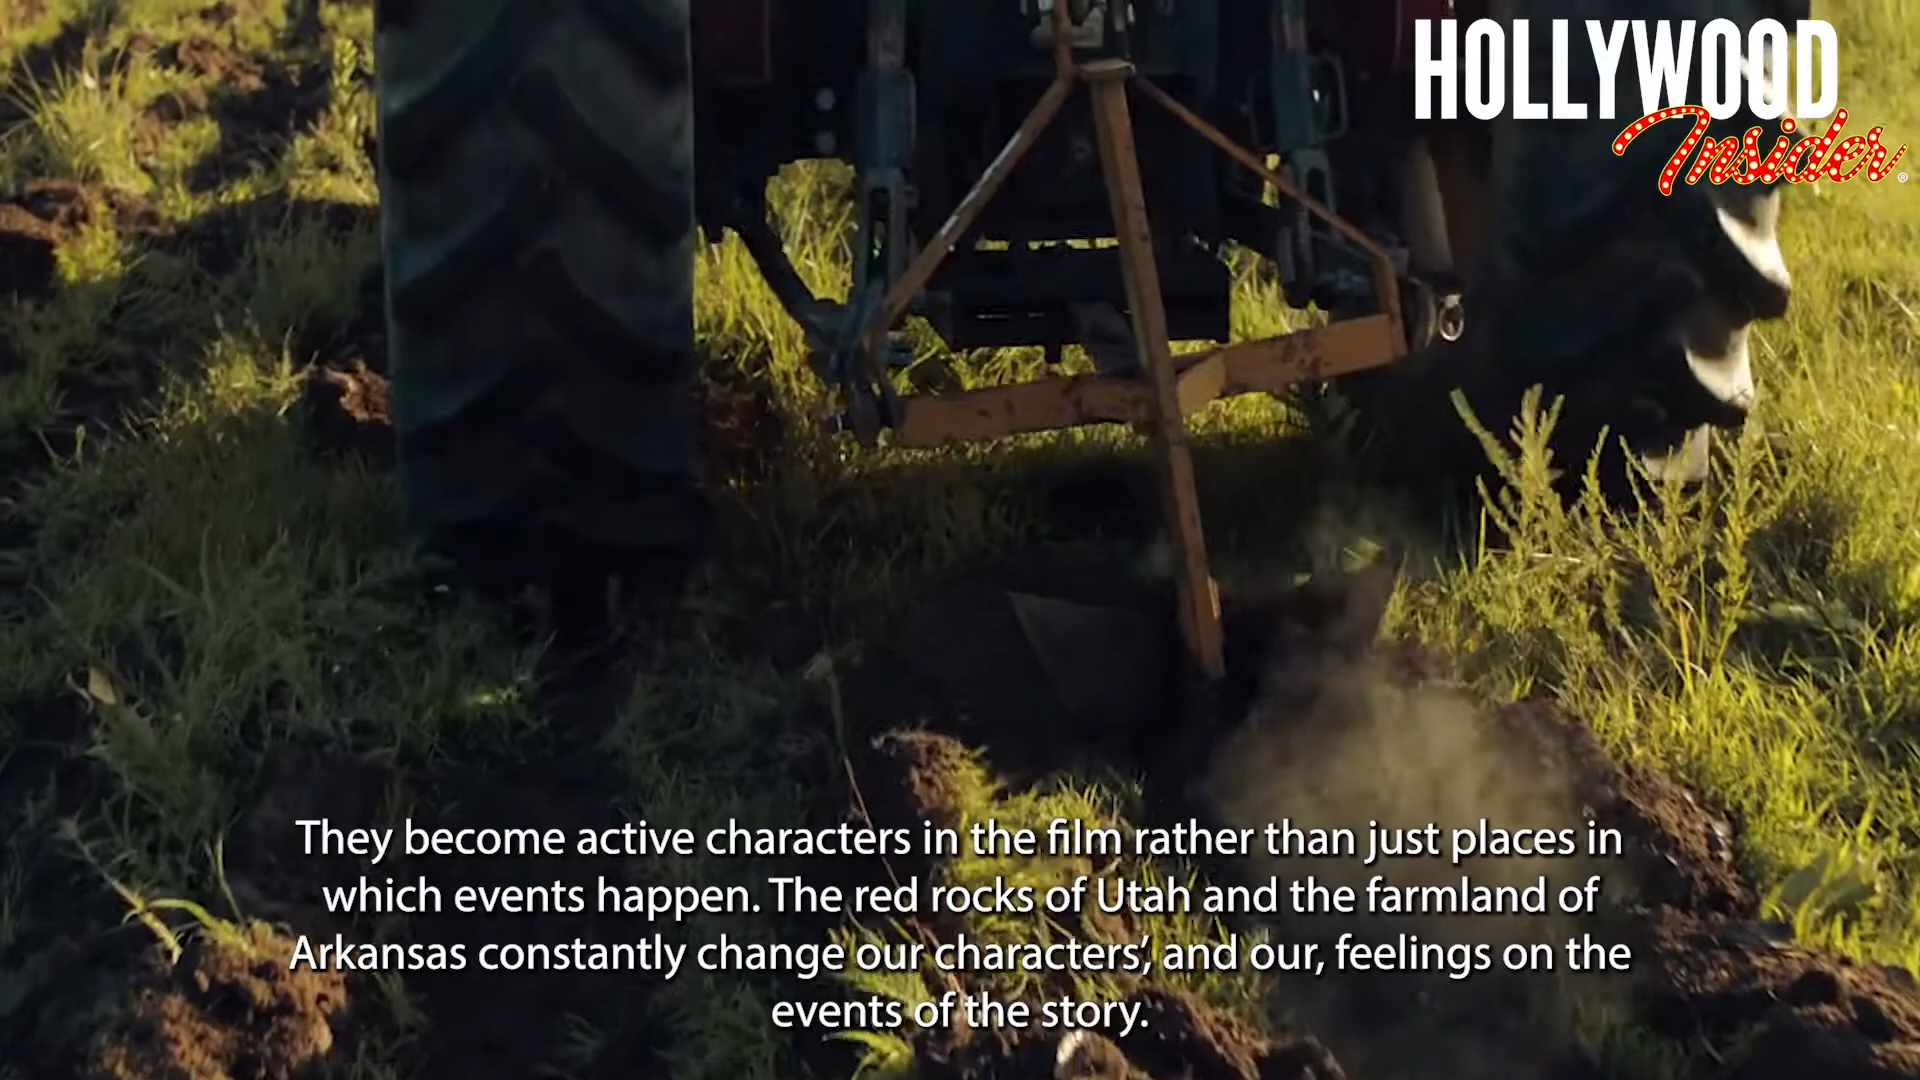 HOLLYWOOD
Insider®
They become active characters in the film rather than just places in
which events happen. The red rocks of Utah and the farmland of
Arkansas constantly change our characters’, and our, feelings on the
events of the story.